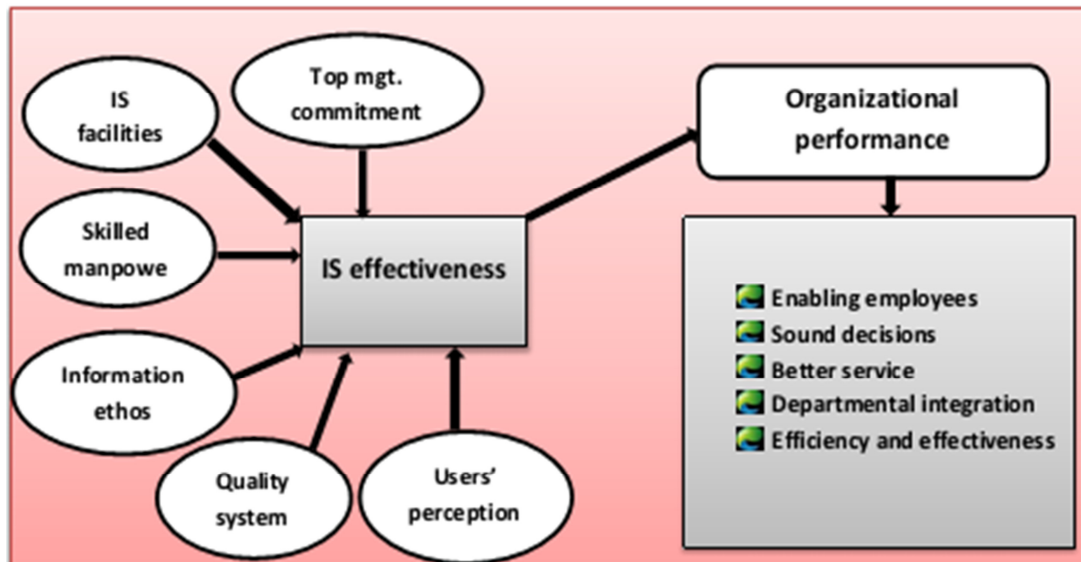 IS
facilities
Top mgt.
commitment
Organizational
performance
Skilled
manpowe
IS effectiveness
Information
ethos
Quality
system
Users’
perception
Enabling employees
Sound decisions
Better service
Departmental integration
Efficiency and effectiveness